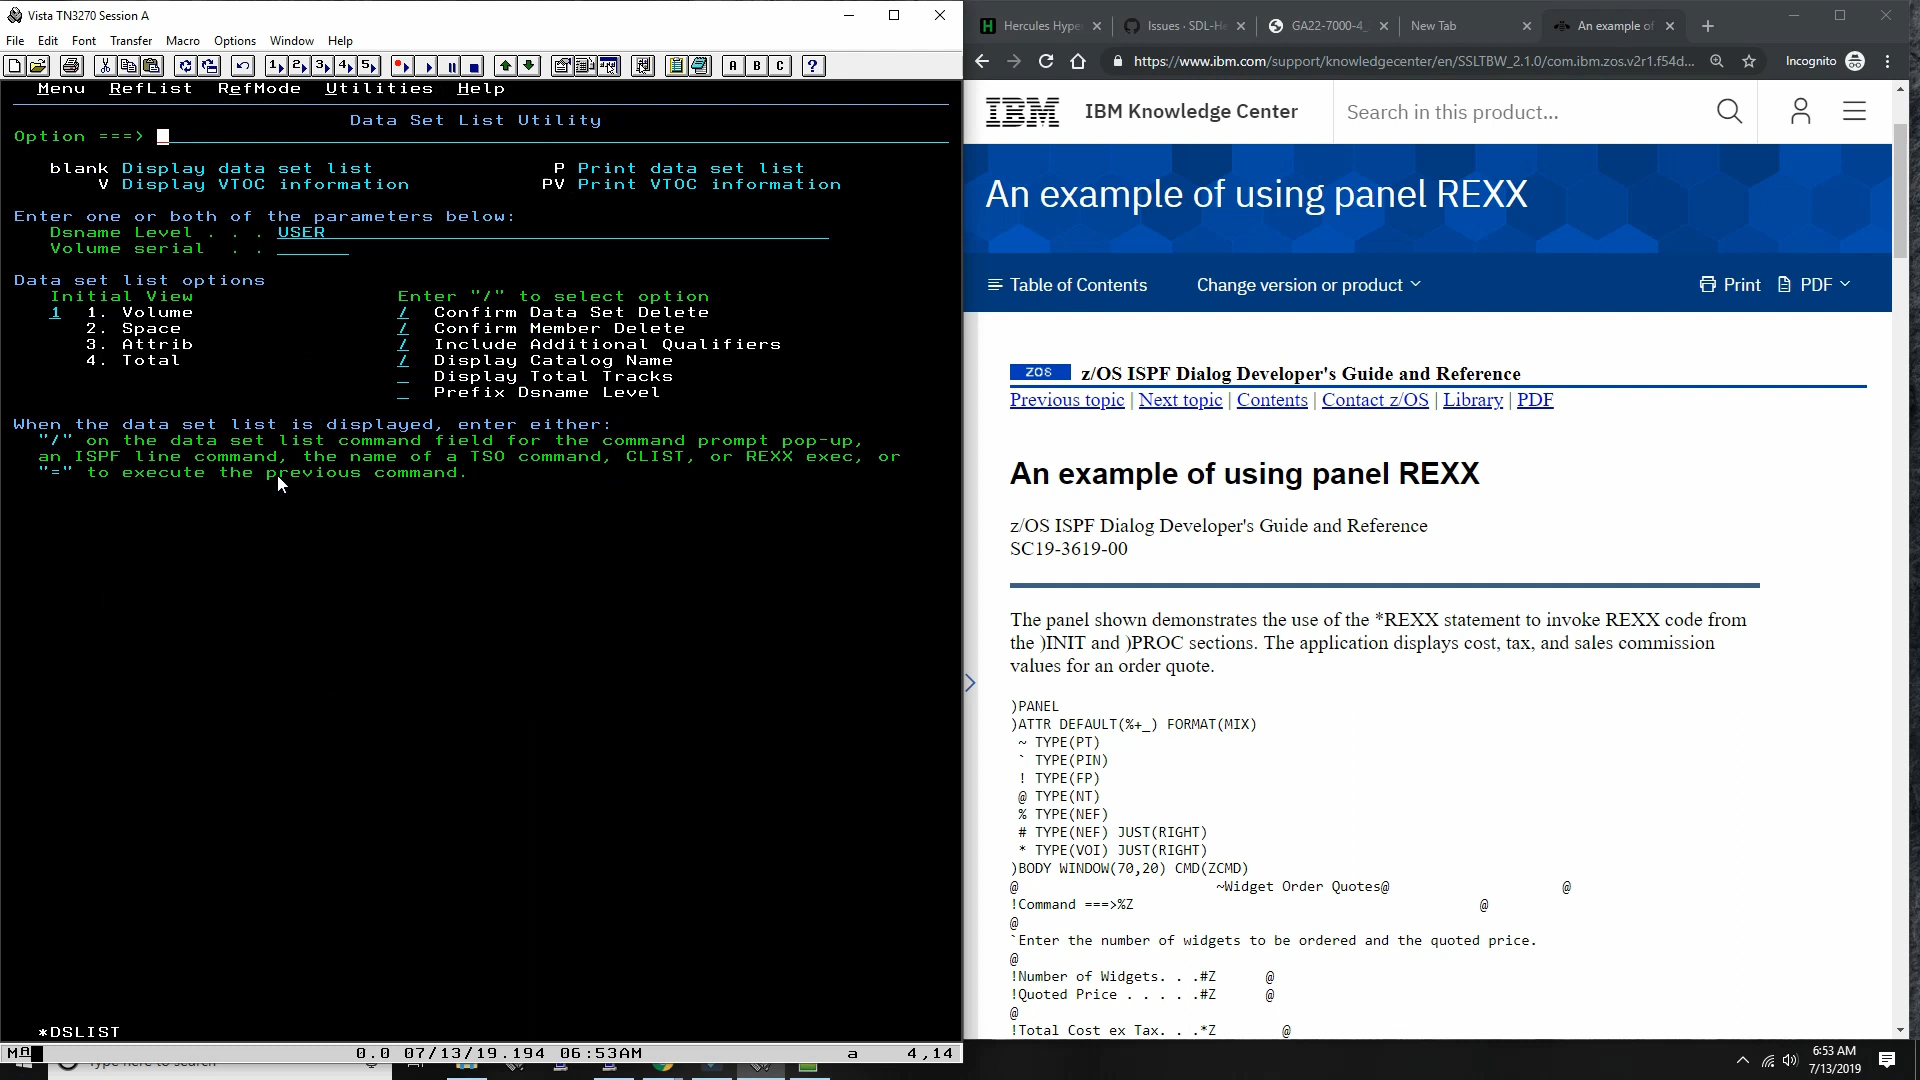 Vista TN3270 Session A
File Edit Font Transfer Macro Options Window Help
1 2 3 4 5 A B C ?
Menu RefList RefMode Utilities Help
Data Set List Utility
Option ===>
blank Display data set list P Print data set list
V Display VTOC information PV Print VTOC information
Enter one or both of the parameters below:
Dsname Level . . . USER
Volume serial . .
Data set list options
Initial View Enter "/" to select option
1 1. Volume / Confirm Data Set Delete
2. Space / Confirm Member Delete
3. Attrib / Include Additional Qualifiers
4. Total / Display Catalog Name
_ Display Total Tracks
_ Prefix Dsname Level
When the data set list is displayed, enter either:
"/" on the data set list command field for the command prompt pop-up,
an ISPF line command, the name of a TSO command, CLIST, or REXX exec, or
"=" to execute the previous command.
*DSLIST
0.0 07/13/19.194 06:53AM a 4,14
Hercules Hype Issues · SDL-He GA22-7000-4_ New Tab An example of
https://www.ibm.com/support/knowledgecenter/en/SSLTBW_2.1.0/com.ibm.zos.v2r1.f54d... Incognito
IBM IBM Knowledge Center Search in this product...
An example of using panel REXX
Table of Contents Change version or product Print PDF
zos z/OS ISPF Dialog Developer's Guide and Reference
Previous topic | Next topic | Contents | Contact z/OS | Library | PDF
An example of using panel REXX
z/OS ISPF Dialog Developer's Guide and Reference
SC19-3619-00
The panel shown demonstrates the use of the *REXX statement to invoke REXX code from
the )INIT and )PROC sections. The application displays cost, tax, and sales commission
values for an order quote.
)PANEL
)ATTR DEFAULT(%+_) FORMAT(MIX)
~ TYPE(PT)
` TYPE(PIN)
! TYPE(FP)
@ TYPE(NT)
% TYPE(NEF)
# TYPE(NEF) JUST(RIGHT)
* TYPE(VOI) JUST(RIGHT)
)BODY WINDOW(70,20) CMD(ZCMD)
@ ~Widget Order Quotes@ @
!Command ===>%Z @
@
`Enter the number of widgets to be ordered and the quoted price.
@
!Number of Widgets. . .#Z @
!Quoted Price . . . . .#Z @
@
!Total Cost ex Tax. . .*Z @
6:53 AM
7/13/2019